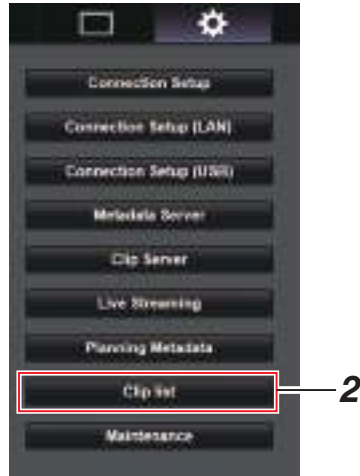 Connection Setup
Connection Setup (LAN)
Connection Setup (USB)
Metadata Server
Clip Server
Live Streaming
Planning Metadata
Clip list
2
Maintenance